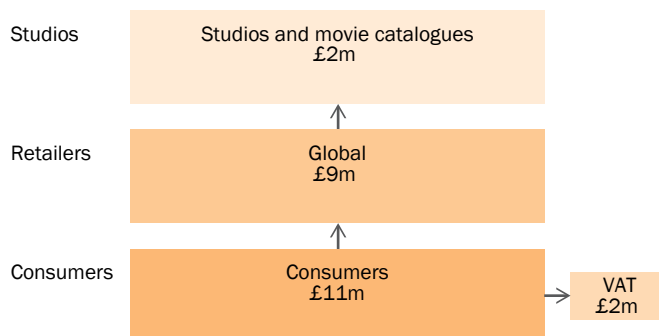 Studios
Studios and movie catalogues
£2m
Retailers
Global
£9m
Consumers
Consumers
£11m
VAT
£2m